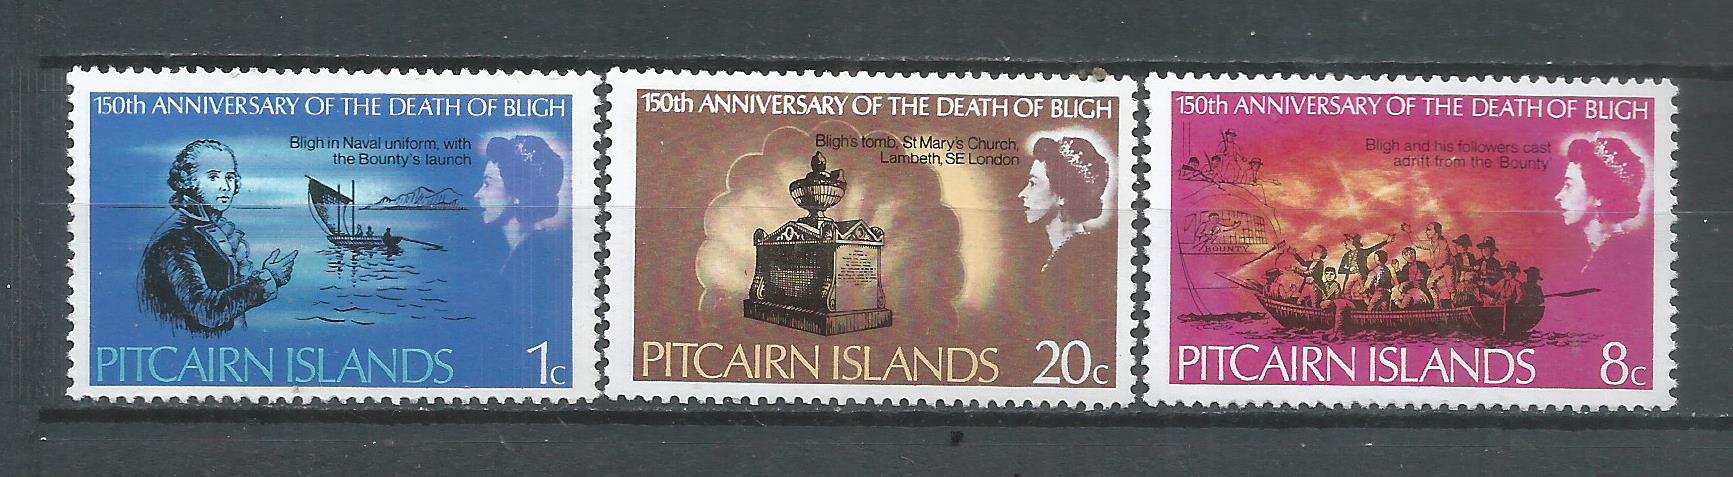 150th ANNIVERSARY OF THE DEATH OF BLIGH
Bligh in Naval uniform, with
the Bounty's launch
PITCAIRN ISLANDS
1c
150th ANNIVERSARY OF THE DEATH OF BLIGH
Bligh's tomb, St Mary's Church,
Lambeth, SE London
PITCAIRN ISLANDS
20c
150th ANNIVERSARY OF THE DEATH OF BLIGH
Bligh and his followers cast
adrift from the 'Bounty'
BOUNTY
PITCAIRN ISLANDS
8c